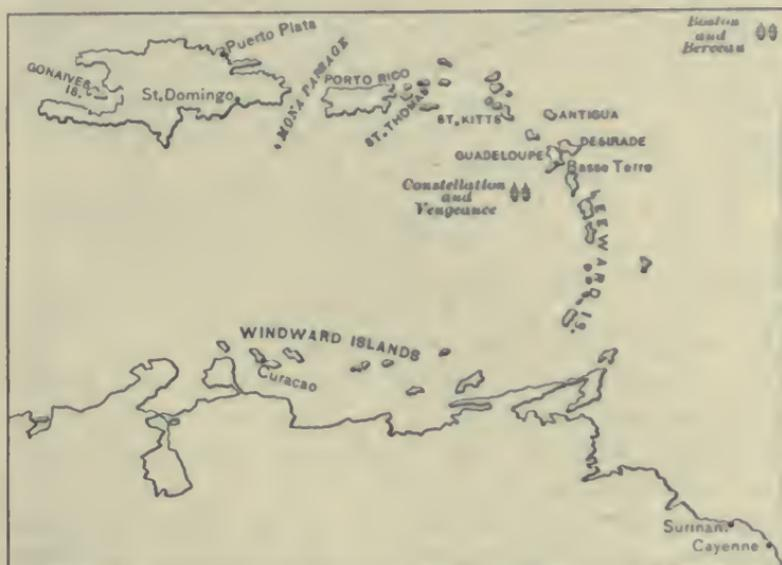 Boston
and
Berceau
Puerto Plata
GONAIVES
IS.
St. Domingo
MONA PASSAGE
PORTO RICO
ST. THOMAS
ST. KITTS
ANTIGUA
DESIRADE
GUADELOUPE
Basse Terre
Constellation
and
Vengeance
LEEWARD IS.
WINDWARD ISLANDS
Curacao
Surinam
Cayenne